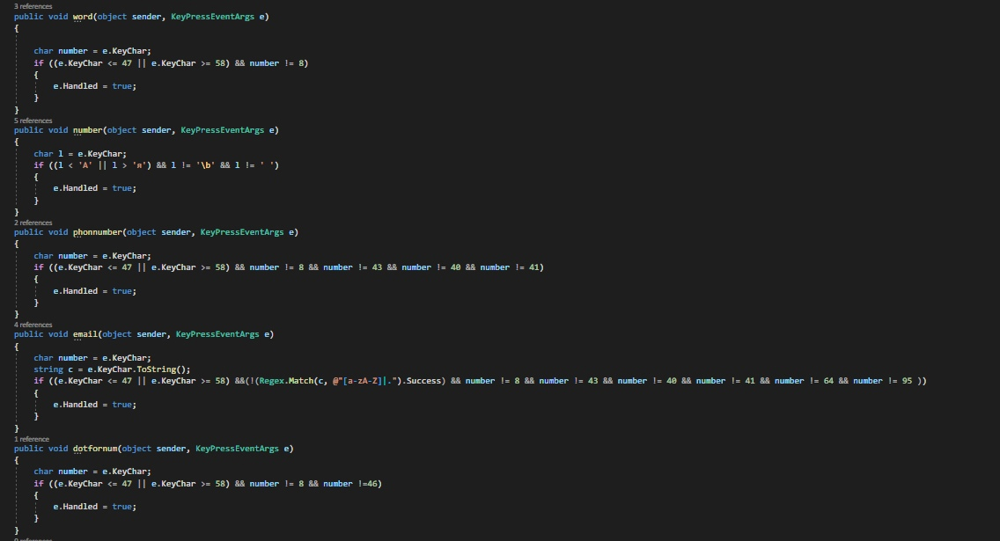 3 references
public void word(object sender, KeyPressEventArgs e)
{
char number = e.KeyChar;
if ((e.KeyChar <= 47 || e.KeyChar >= 58) && number != 8)
{
e.Handled = true;
}
}
5 references
public void number(object sender, KeyPressEventArgs e)
{
char l = e.KeyChar;
if ((l < 'А' || l > 'я') && l != '\b' && l != ' ')
{
e.Handled = true;
}
}
2 references
public void phonnumber(object sender, KeyPressEventArgs e)
{
char number = e.KeyChar;
if ((e.KeyChar <= 47 || e.KeyChar >= 58) && number != 8 && number != 43 && number != 40 && number != 41)
{
e.Handled = true;
}
}
4 references
public void email(object sender, KeyPressEventArgs e)
{
char number = e.KeyChar;
string c = e.KeyChar.ToString();
if ((e.KeyChar <= 47 || e.KeyChar >= 58) &&(!(Regex.Match(c, @"[a-zA-Z]|.").Success) && number != 8 && number != 43 && number != 40 && number != 41 && number != 64 && number != 95 ))
{
e.Handled = true;
}
}
1 reference
public void dotfornum(object sender, KeyPressEventArgs e)
{
char number = e.KeyChar;
if ((e.KeyChar <= 47 || e.KeyChar >= 58) && number != 8 && number !=46)
{
e.Handled = true;
}
}